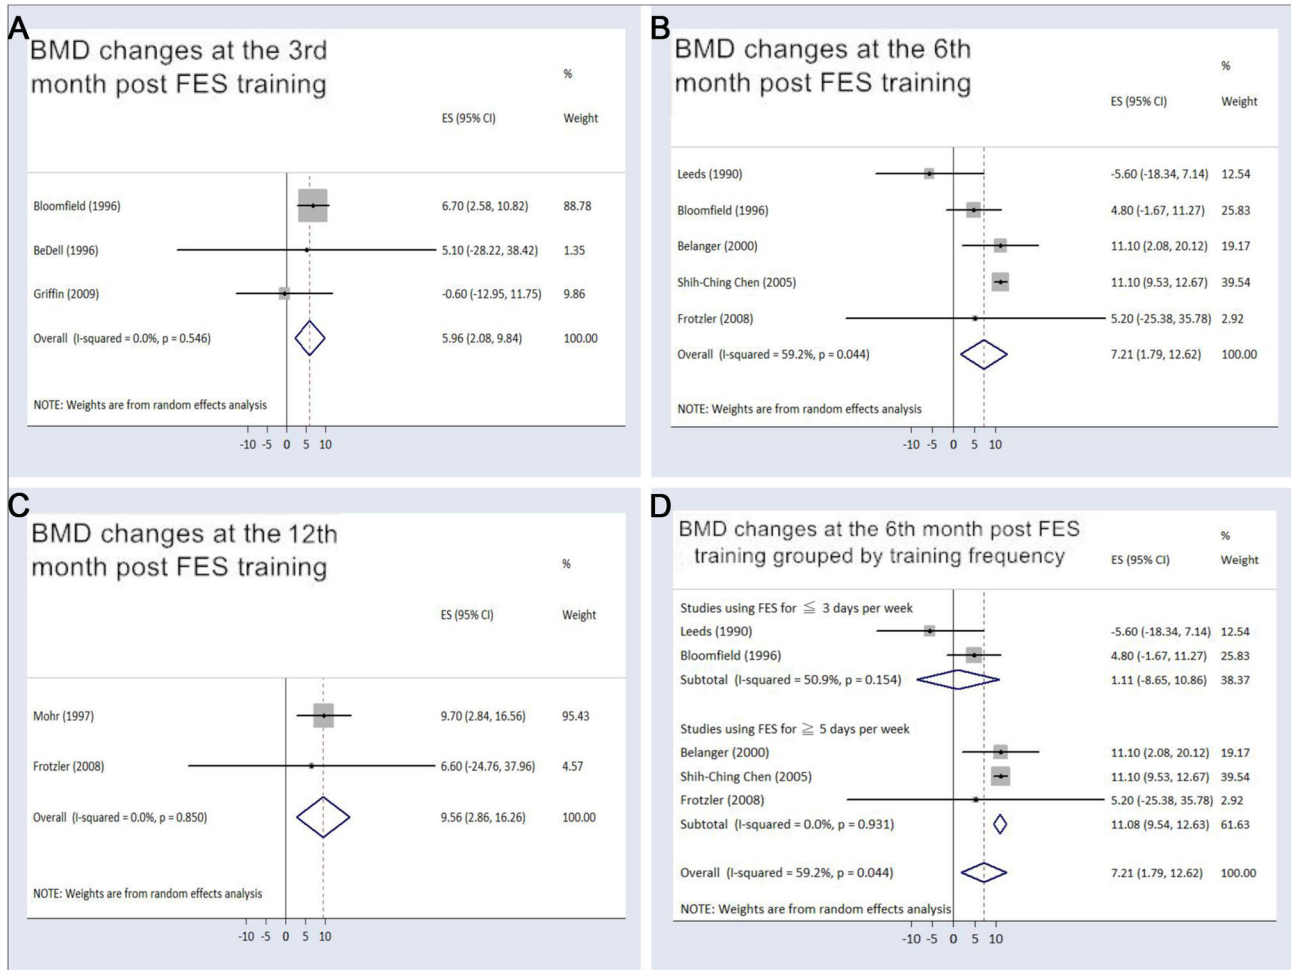 A
BMD changes at the 3rd
month post FES training
%
ES (95% CI) Weight
Bloomfield (1996) 6.70 (2.58, 10.82) 88.78
BeDell (1996) 5.10 (-28.22, 38.42) 1.35
Griffin (2009) -0.60 (-12.95, 11.75) 9.86
Overall (I-squared = 0.0%, p = 0.546) 5.96 (2.08, 9.84) 100.00
NOTE: Weights are from random effects analysis
-10 -5 0 5 10
B
BMD changes at the 6th
month post FES training
%
ES (95% CI) Weight
Leeds (1990) -5.60 (-18.34, 7.14) 12.54
Bloomfield (1996) 4.80 (-1.67, 11.27) 25.83
Belanger (2000) 11.10 (2.08, 20.12) 19.17
Shih-Ching Chen (2005) 11.10 (9.53, 12.67) 39.54
Frotzler (2008) 5.20 (-25.38, 35.78) 2.92
Overall (I-squared = 59.2%, p = 0.044) 7.21 (1.79, 12.62) 100.00
NOTE: Weights are from random effects analysis
-10 -5 0 5 10
C
BMD changes at the 12th
month post FES training
%
ES (95% CI) Weight
Mohr (1997) 9.70 (2.84, 16.56) 95.43
Frotzler (2008) 6.60 (-24.76, 37.96) 4.57
Overall (I-squared = 0.0%, p = 0.850) 9.56 (2.86, 16.26) 100.00
NOTE: Weights are from random effects analysis
-10 -5 0 5 10
D
BMD changes at the 6th month post FES
training grouped by training frequency
%
ES (95% CI) Weight
Studies using FES for ≦ 3 days per week
Leeds (1990) -5.60 (-18.34, 7.14) 12.54
Bloomfield (1996) 4.80 (-1.67, 11.27) 25.83
Subtotal (I-squared = 50.9%, p = 0.154) 1.11 (-8.65, 10.86) 38.37
Studies using FES for ≧ 5 days per week
Belanger (2000) 11.10 (2.08, 20.12) 19.17
Shih-Ching Chen (2005) 11.10 (9.53, 12.67) 39.54
Frotzler (2008) 5.20 (-25.38, 35.78) 2.92
Subtotal (I-squared = 0.0%, p = 0.931) 11.08 (9.54, 12.63) 61.63
Overall (I-squared = 59.2%, p = 0.044) 7.21 (1.79, 12.62) 100.00
NOTE: Weights are from random effects analysis
-10 -5 0 5 10